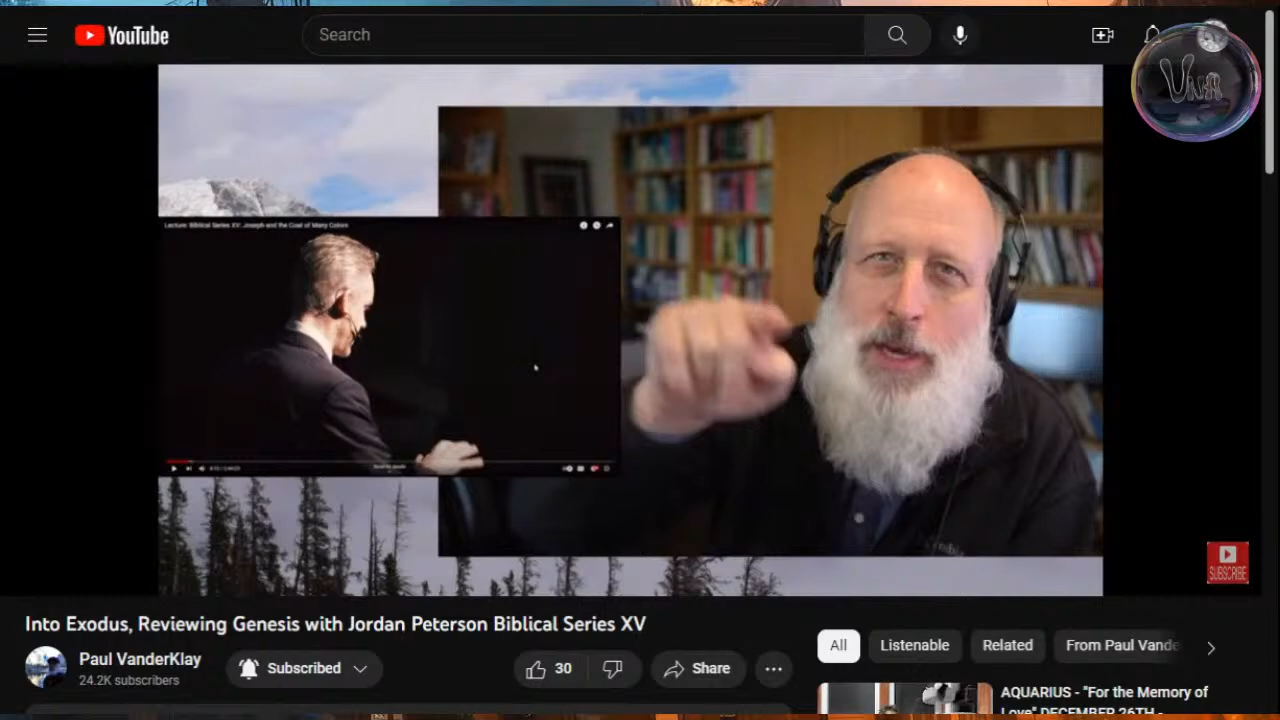 YouTube
Search
Lecture: Biblical Series XV: Joseph and the Coat of Many Colors
SUBSCRIBE
Into Exodus, Reviewing Genesis with Jordan Peterson Biblical Series XV
Paul VanderKlay
24.2K subscribers
Subscribed
30
Share
All
Listenable
Related
From Paul Vande
AQUARIUS - "For the Memory of
Love" DECEMBER 26TH -